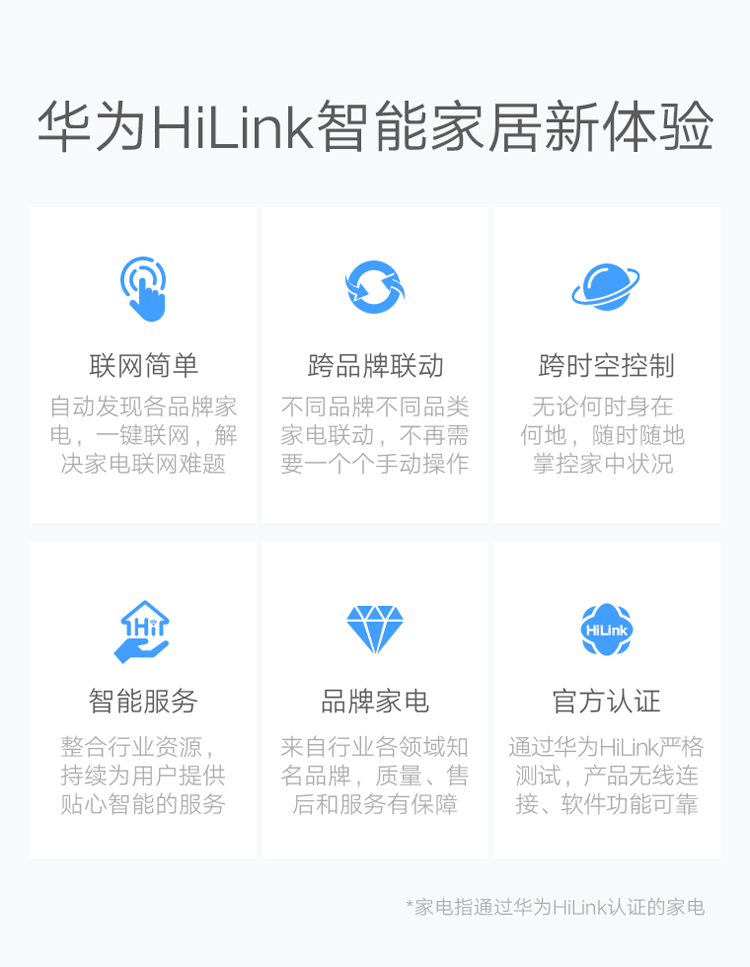 华为HiLink智能家居新体验
联网简单
自动发现各品牌家
电，一键联网，解
决家电联网难题
跨品牌联动
不同品牌不同品类
家电联动，不再需
要一个个手动操作
跨时空控制
无论何时身在
何地，随时随地
掌控家中状况
Hi
智能服务
整合行业资源，
持续为用户提供
贴心智能的服务
品牌家电
来自行业各领域知
名品牌，质量、售
后和服务有保障
HiLink
官方认证
通过华为HiLink严格
测试，产品无线连
接、软件功能可靠
*家电指通过华为HiLink认证的家电